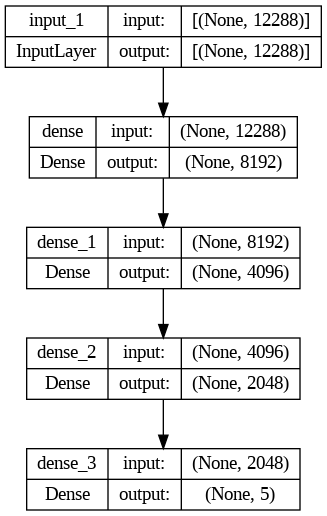 input_1 input: [(None, 12288)]
InputLayer output: [(None, 12288)]
dense input: (None, 12288)
Dense output: (None, 8192)
dense_1 input: (None, 8192)
Dense output: (None, 4096)
dense_2 input: (None, 4096)
Dense output: (None, 2048)
dense_3 input: (None, 2048)
Dense output: (None, 5)